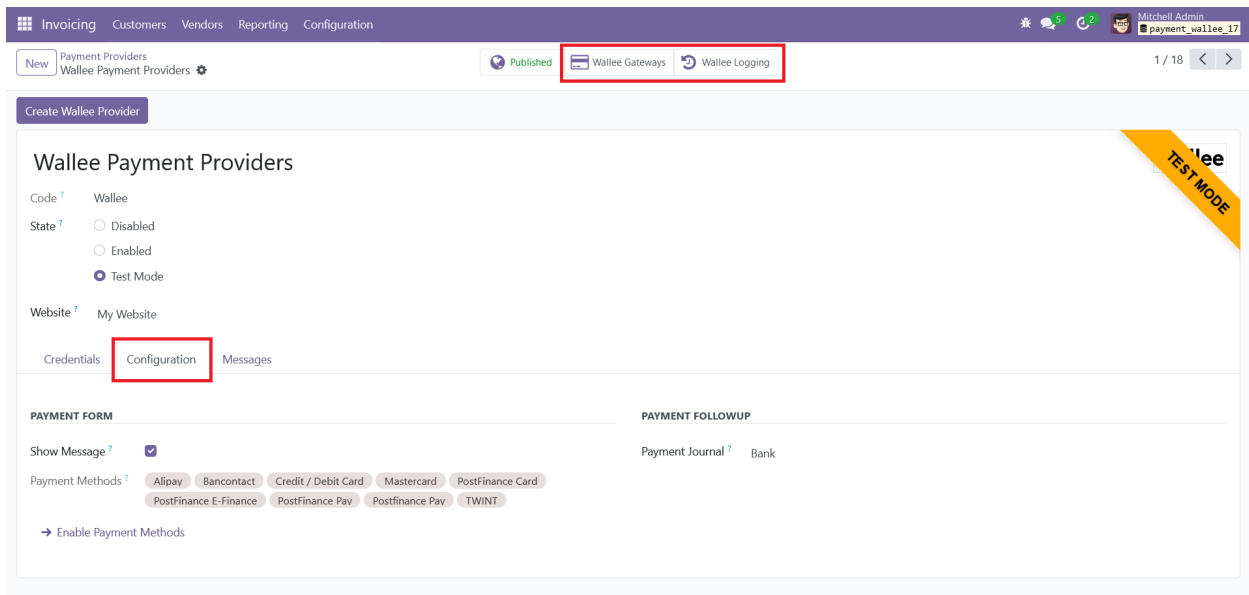 Invoicing Customers Vendors Reporting Configuration 5 2 Mitchell Admin
payment_wallee_17
New Payment Providers
Wallee Payment Providers
Published Wallee Gateways Wallee Logging 1 / 18
Create Wallee Provider
Wallee Payment Providers
lee
TEST MODE
Code ? Wallee
State ? Disabled
Enabled
Test Mode
Website ? My Website
Credentials Configuration Messages
PAYMENT FORM PAYMENT FOLLOWUP
Show Message ? Payment Journal ? Bank
Payment Methods ? Alipay Bancontact Credit / Debit Card Mastercard PostFinance Card
PostFinance E-Finance PostFinance Pay Postfinance Pay TWINT
→ Enable Payment Methods